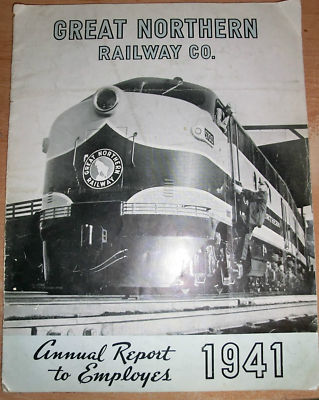 GREAT NORTHERN
RAILWAY CO.
GREAT NORTHERN
RAILWAY
Annual Report
to Employes
1941